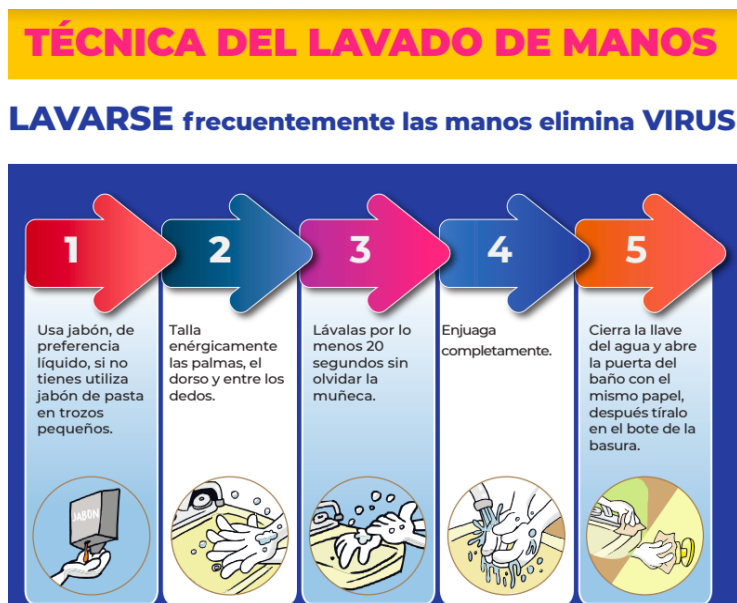 TÉCNICA DEL LAVADO DE MANOS
LAVARSE frecuentemente las manos elimina VIRUS
1
Usa jabón, de
preferencia
líquido, si no
tienes utiliza
jabón de pasta
en trozos
pequeños.
JABON
2
Talla
enérgicamente
las palmas, el
dorso y entre los
dedos.
3
Lávalas por lo
menos 20
segundos sin
olvidar la
muñeca.
4
Enjuaga
completamente.
5
Cierra la llave
del agua y abre
la puerta del
baño con el
mismo papel,
después tíralo
en el bote de la
basura.